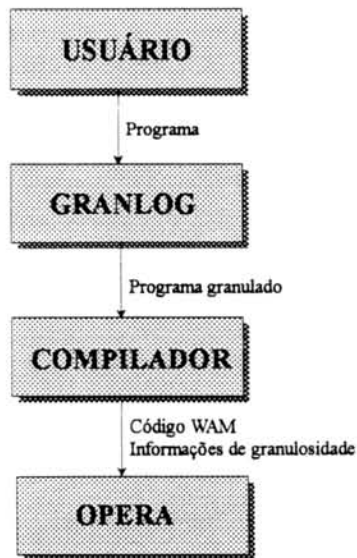 USUÁRIO
Programa
GRANLOG
Programa granulado
COMPILADOR
Código WAM
Informações de granulosidade
OPERA